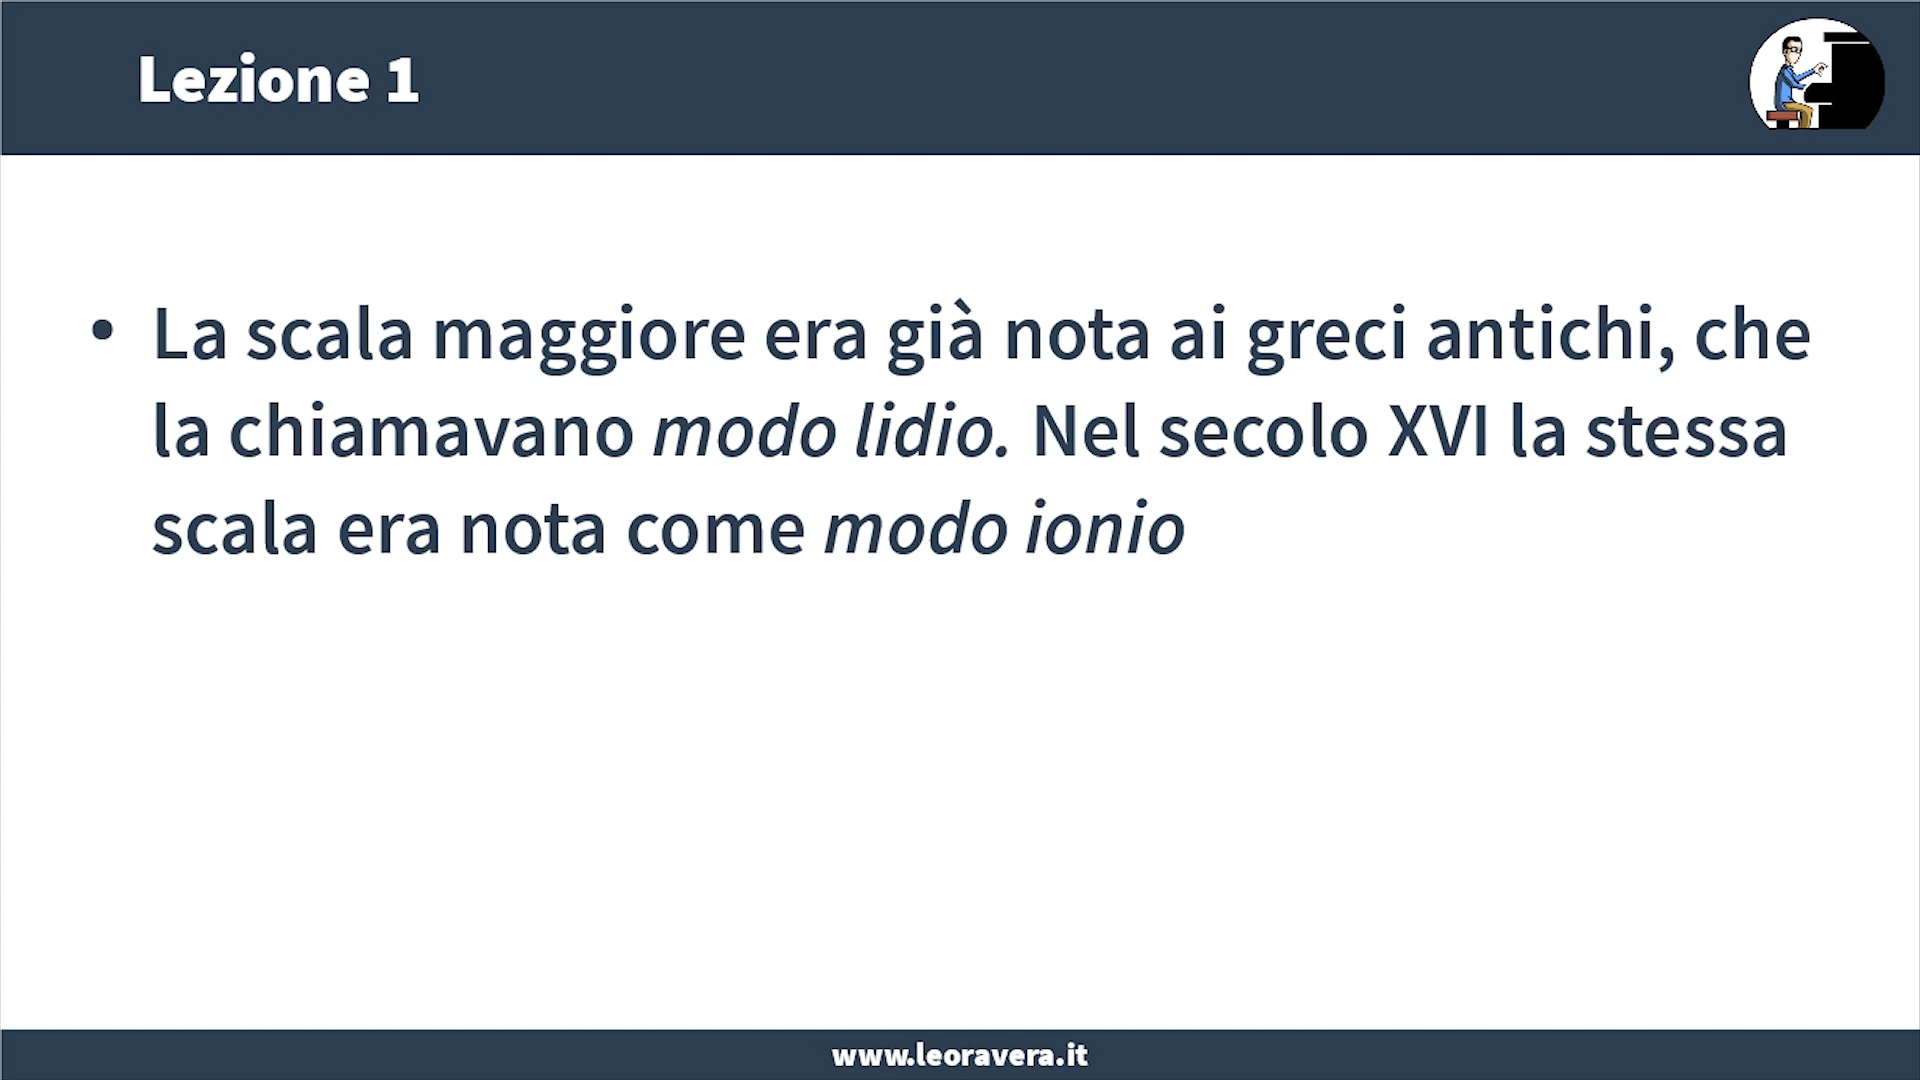 Lezione 1
• La scala maggiore era già nota ai greci antichi, che
la chiamavano modo lidio. Nel secolo XVI la stessa
scala era nota come modo ionio
www.leoravera.it